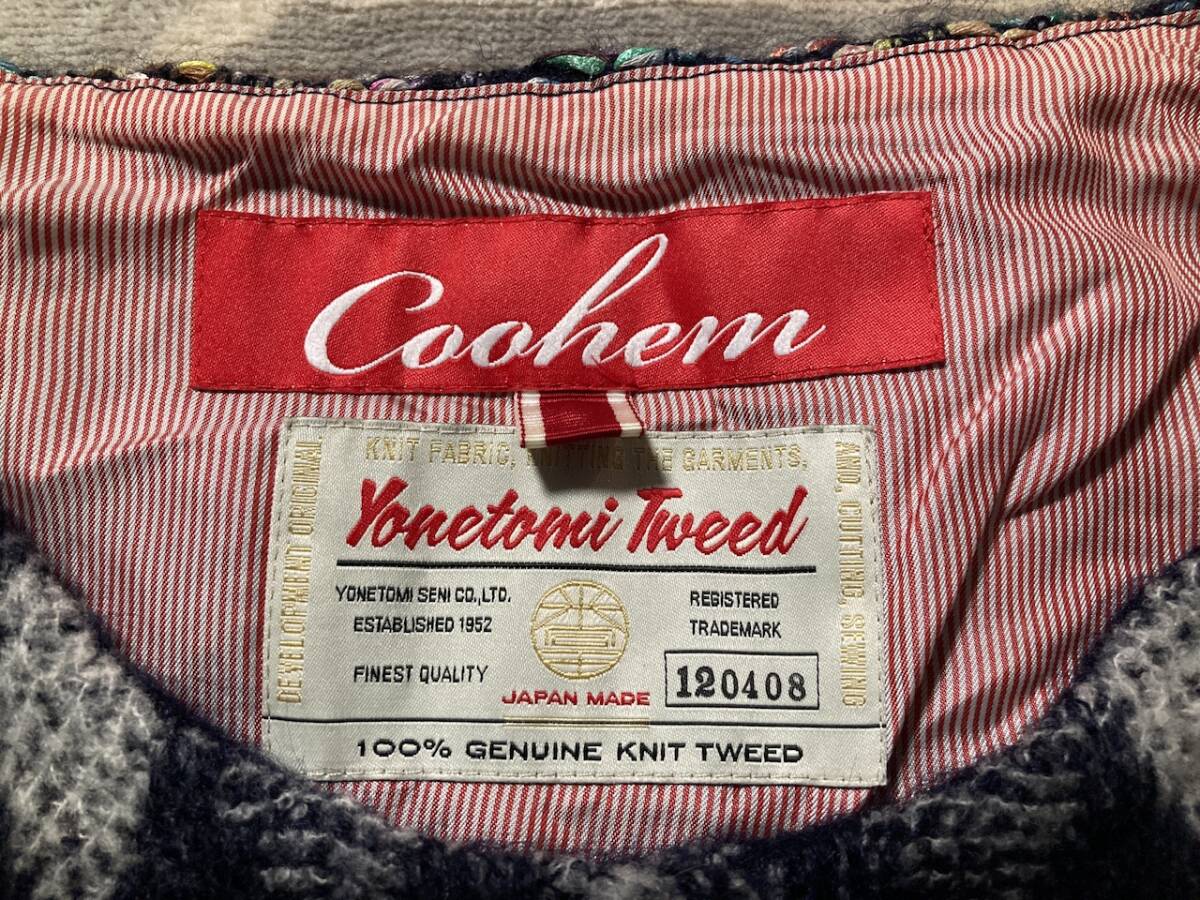 Coohem
KNIT FABRIC, KNITTING THE GARMENTS,
AND, CUTTING, SEWING
DEVELOPMENT ORIGINAL
Yonetomi Tweed
YONETOMI SENI CO.,LTD.
ESTABLISHED 1952
FINEST QUALITY
JAPAN MADE
REGISTERED
TRADEMARK
120408
100% GENUINE KNIT TWEED